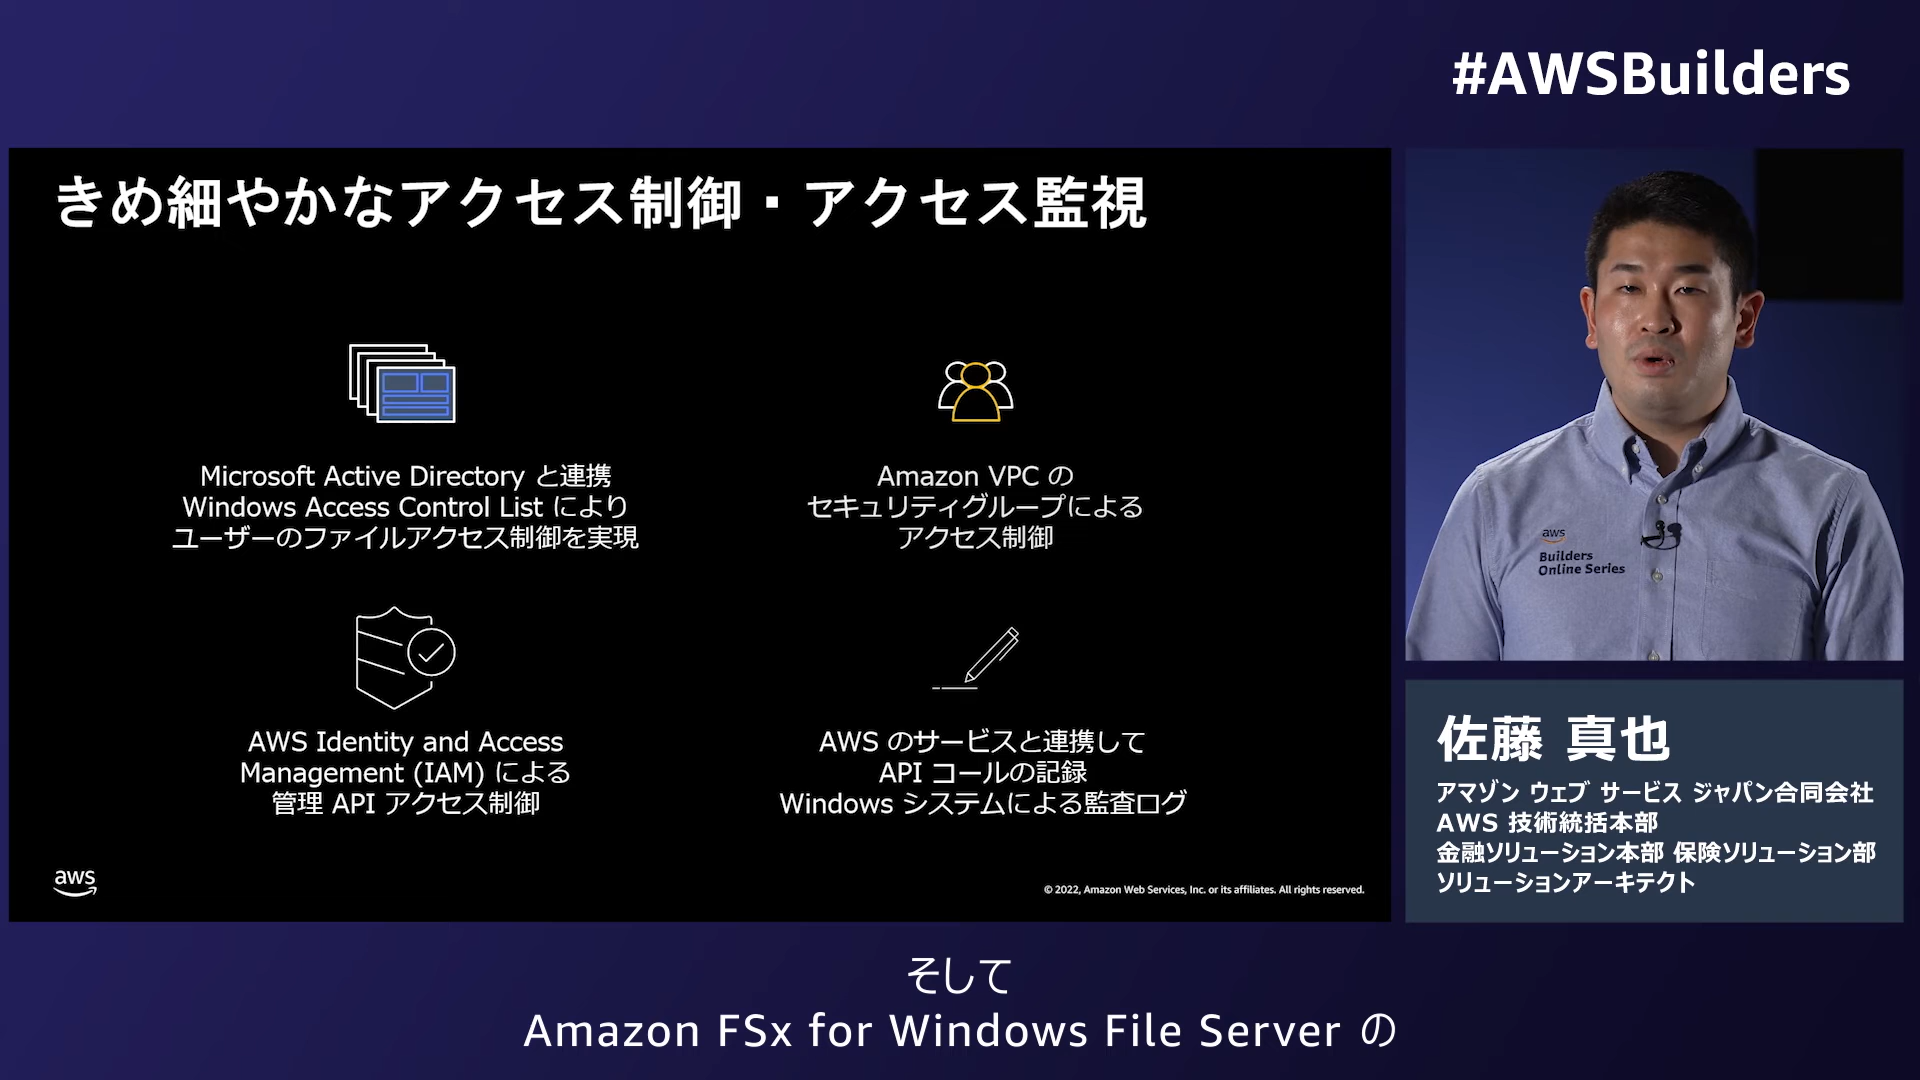 #AWSBuilders
きめ細やかなアクセス制御・アクセス監視
Microsoft Active Directory と連携
Windows Access Control List により
ユーザーのファイルアクセス制御を実現
Amazon VPC の
セキュリティグループによる
アクセス制御
AWS Identity and Access
Management (IAM) による
管理 API アクセス制御
AWS のサービスと連携して
API コールの記録
Windows システムによる監査ログ
aws
© 2022, Amazon Web Services, Inc. or its affiliates. All rights reserved.
aws
Builders
Online Series
佐藤 真也
アマゾン ウェブ サービス ジャパン合同会社
AWS 技術統括本部
金融ソリューション本部 保険ソリューション部
ソリューションアーキテクト
そして
Amazon FSx for Windows File Server の